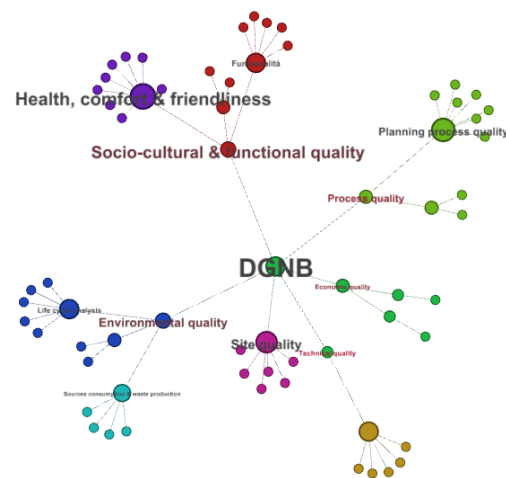 Funzionalità
Health, comfort & friendliness
Planning process quality
Socio-cultural & functional quality
Process quality
DGNB
Economic quality
Life cycle analysis
Environmental quality
Site quality
Technical quality
Sources consumption & waste production